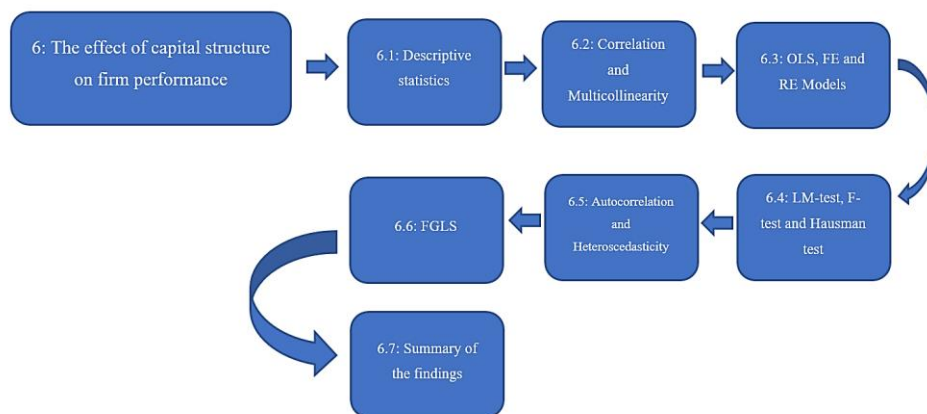 6: The effect of capital structure
on firm performance
6.1: Descriptive
statistics
6.2: Correlation
and
Multicollinearity
6.3: OLS, FE and
RE Models
6.4: LM-test, F-
test and Hausman
test
6.5: Autocorrelation
and
Heteroscedasticity
6.6: FGLS
6.7: Summary of
the findings